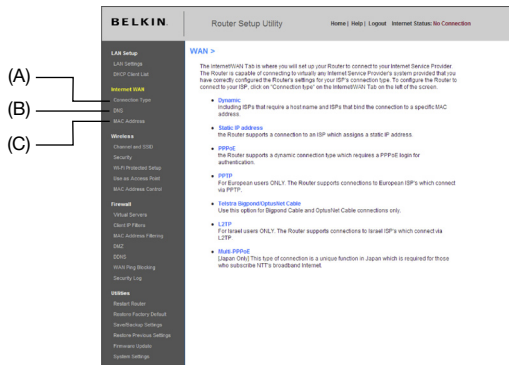 BELKIN
Router Setup Utility
Home | Help | Logout Internet Status: No Connection
(A)
(B)
(C)
LAN Setup
LAN Settings
DHCP Client List
Internet WAN
Connection Type
DNS
MAC Address
Wireless
Channel and SSID
Security
Wi-Fi Protected Setup
Use as Access Point
MAC Address Control
Firewall
Virtual Servers
Client IP Filters
MAC Address Filtering
DMZ
DDNS
WAN Ping Blocking
Security Log
Utilities
Restart Router
Restore Factory Default
Save/Backup Settings
Restore Previous Settings
Firmware Update
System Settings
WAN >
The Internet/WAN Tab is where you will set up your Router to connect to your Internet Service Provider.
The Router is capable of connecting to virtually any Internet Service Provider's system provided that you
have correctly configured the Router's settings for your ISP's connection type. To configure the Router to
connect to your ISP, click on "Connection type" on the Internet/WAN Tab on the left of the screen.
Dynamic
including ISPs that require a host name and ISPs that bind the connection to a specific MAC
address.
Static IP address
the Router supports a connection to an ISP which assigns a static IP address.
PPPoE
the Router supports a dynamic connection type which requires a PPPoE login for
authentication.
PPTP
For European users ONLY. The Router supports connections to European ISP's which connect
via PPTP.
Telstra Bigpond/OptusNet Cable
Use this option for Bigpond Cable and OptusNet Cable connections only.
L2TP
For Israel users ONLY. The Router supports connections to Israel ISP's which connect via
L2TP.
Multi-PPPoE
[Japan Only] This type of connection is a unique function in Japan which is required for those
who subscribe NTT's broadband Internet.